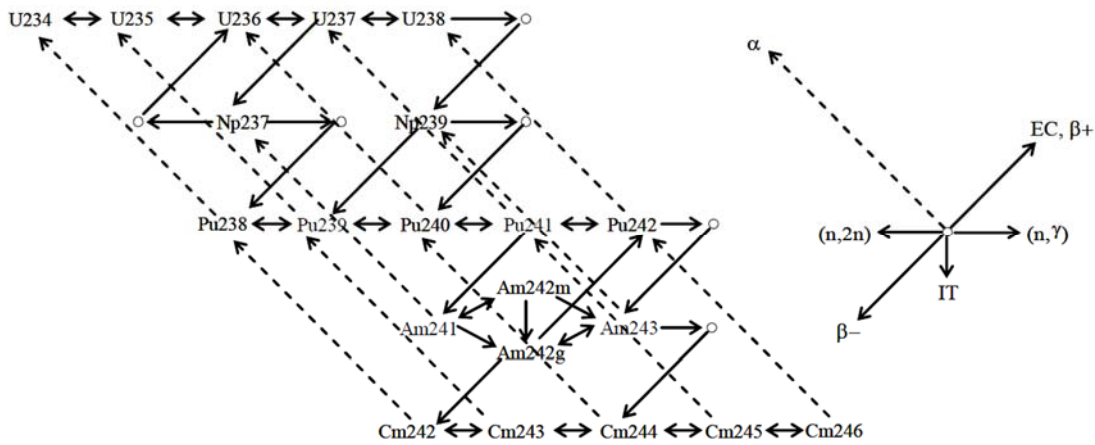 U234 U235 U236 U237 U238
α
Np237 Np239
EC, β+
Pu238 Pu239 Pu240 Pu241 Pu242
(n,2n) (n,γ)
IT
Am242m
Am241 Am243
β−
Am242g
Cm242 Cm243 Cm244 Cm245 Cm246